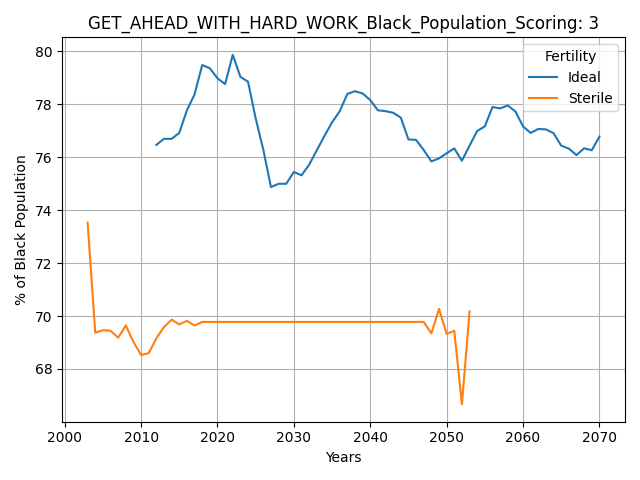 GET_AHEAD_WITH_HARD_WORK_Black_Population_Scoring: 3
Fertility
Ideal
Sterile
% of Black Population
80
78
76
74
72
70
68
2000 2010 2020 2030 2040 2050 2060 2070
Years